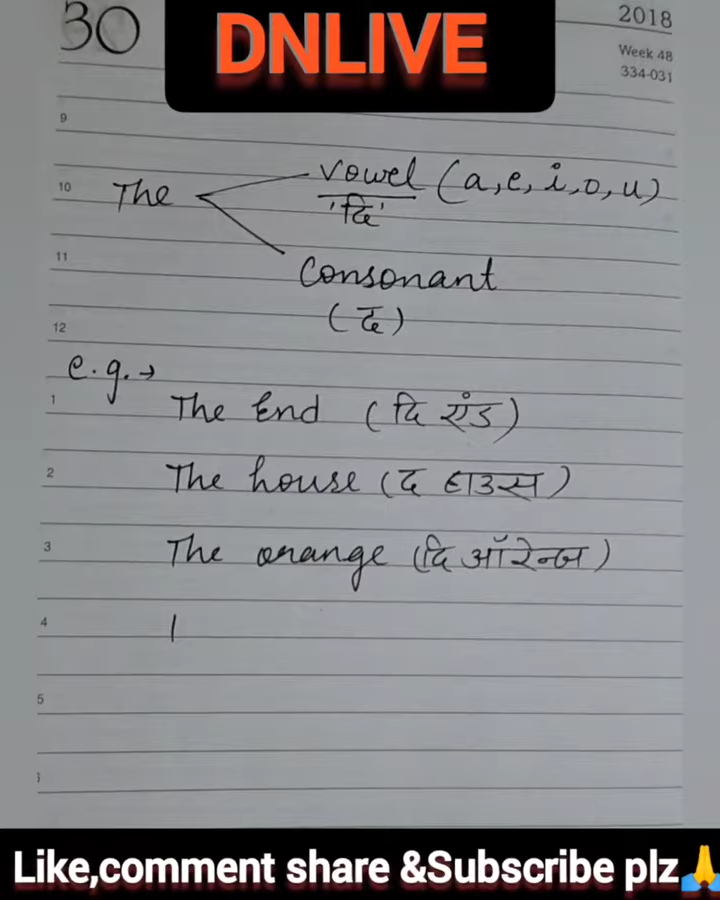 30
DNLIVE
2018
Week 48
334-031
9
The vowel (a, e, i, o, u)
10
'दि'
11
Consonant
(द)
12
e.g. →
1
The End (दि एंड)
2
The house (द हाउस)
3
The orange (दि ऑरेन्ज)
4
5
Like,comment share &Subscribe plz🙏